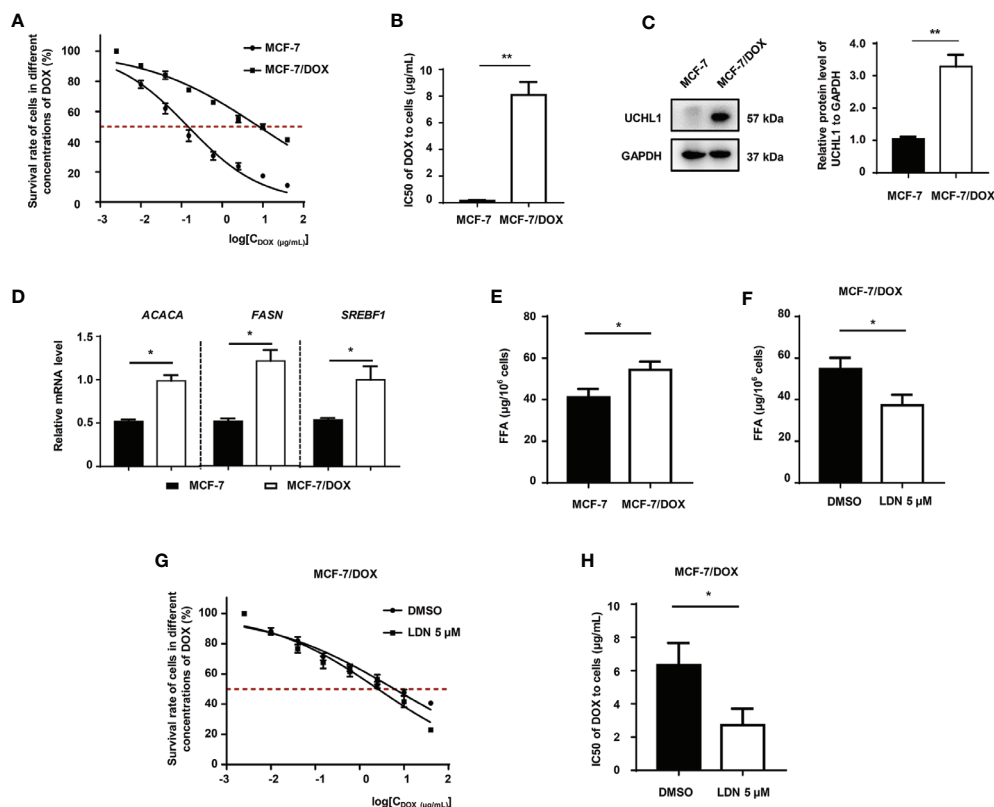 A
Survival rate of cells in different
concentrations of DOX (%)
100
80
60
40
20
0
-3
-2
-1
0
1
2
log[C_DOX (μg/mL)]
MCF-7
MCF-7/DOX
B
IC50 of DOX to cells (μg/mL)
10
8
6
4
2
0
**
MCF-7
MCF-7/DOX
C
MCF-7
MCF-7/DOX
UCHL1
57 kDa
GAPDH
37 kDa
Relative protein level of
UCHL1 to GAPDH
4.0
3.0
2.0
1.0
0
**
MCF-7
MCF-7/DOX
D
ACACA
FASN
SREBF1
Relative mRNA level
1.5
1.0
0.5
0
*
*
*
MCF-7
MCF-7/DOX
E
FFA (μg/10⁶ cells)
80
60
40
20
0
*
MCF-7
MCF-7/DOX
F
MCF-7/DOX
FFA (μg/10⁶ cells)
80
60
40
20
0
*
DMSO
LDN 5 μM
G
MCF-7/DOX
Survival rate of cells in different
concentrations of DOX (%)
100
80
60
40
20
0
-3
-2
-1
0
1
2
log[C_DOX (μg/mL)]
DMSO
LDN 5 μM
H
MCF-7/DOX
IC50 of DOX to cells (μg/mL)
10
8
6
4
2
0
*
DMSO
LDN 5 μM